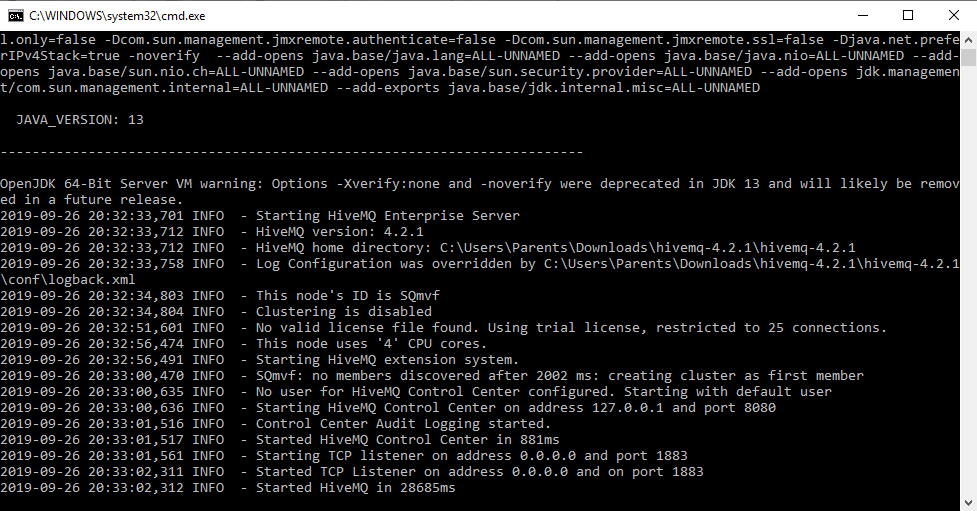 C:\WINDOWS\system32\cmd.exe
l.only=false -Dcom.sun.management.jmxremote.authenticate=false -Dcom.sun.management.jmxremote.ssl=false -Djava.net.prefe
rIPv4Stack=true -noverify  --add-opens java.base/java.lang=ALL-UNNAMED --add-opens java.base/java.nio=ALL-UNNAMED --add-
opens java.base/sun.nio.ch=ALL-UNNAMED --add-opens java.base/sun.security.provider=ALL-UNNAMED --add-opens jdk.managemen
t/com.sun.management.internal=ALL-UNNAMED --add-exports java.base/jdk.internal.misc=ALL-UNNAMED
  JAVA_VERSION: 13
-------------------------------------------------------------------------
OpenJDK 64-Bit Server VM warning: Options -Xverify:none and -noverify were deprecated in JDK 13 and will likely be remov
ed in a future release.
2019-09-26 20:32:33,701 INFO  - Starting HiveMQ Enterprise Server
2019-09-26 20:32:33,712 INFO  - HiveMQ version: 4.2.1
2019-09-26 20:32:33,712 INFO  - HiveMQ home directory: C:\Users\Parents\Downloads\hivemq-4.2.1\hivemq-4.2.1
2019-09-26 20:32:33,758 INFO  - Log Configuration was overridden by C:\Users\Parents\Downloads\hivemq-4.2.1\hivemq-4.2.1
\conf\logback.xml
2019-09-26 20:32:34,803 INFO  - This node's ID is SQmvf
2019-09-26 20:32:34,804 INFO  - Clustering is disabled
2019-09-26 20:32:51,601 INFO  - No valid license file found. Using trial license, restricted to 25 connections.
2019-09-26 20:32:56,474 INFO  - This node uses '4' CPU cores.
2019-09-26 20:32:56,491 INFO  - Starting HiveMQ extension system.
2019-09-26 20:33:00,470 INFO  - SQmvf: no members discovered after 2002 ms: creating cluster as first member
2019-09-26 20:33:00,635 INFO  - No user for HiveMQ Control Center configured. Starting with default user
2019-09-26 20:33:00,636 INFO  - Starting HiveMQ Control Center on address 127.0.0.1 and port 8080
2019-09-26 20:33:01,516 INFO  - Control Center Audit Logging started.
2019-09-26 20:33:01,517 INFO  - Started HiveMQ Control Center in 881ms
2019-09-26 20:33:01,561 INFO  - Starting TCP listener on address 0.0.0.0 and port 1883
2019-09-26 20:33:02,311 INFO  - Started TCP Listener on address 0.0.0.0 and on port 1883
2019-09-26 20:33:02,312 INFO  - Started HiveMQ in 28685ms